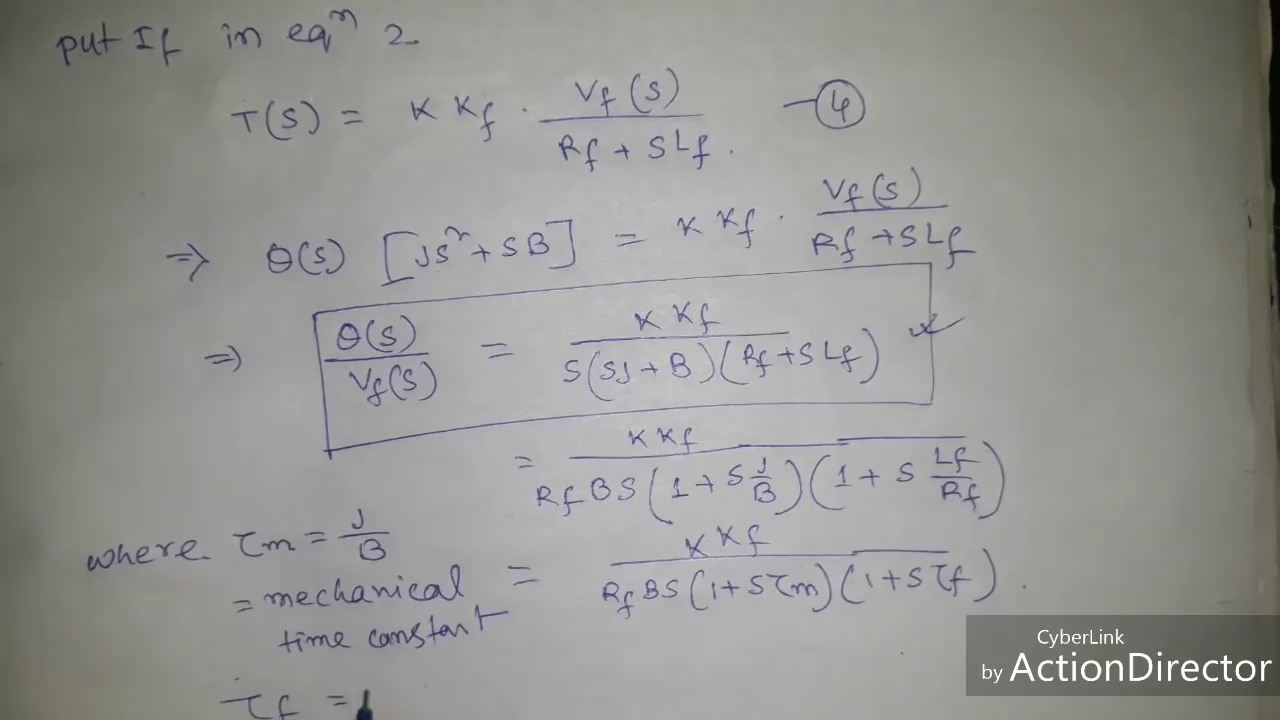 put If in eqⁿ 2
T(S) = K Kf · Vf(S) / Rf + SLf. — ④
⇒ θ(S) [JS² + SB] = K Kf · Vf(S) / Rf + SLf
⇒ θ(S) / Vf(S) = K Kf / S(SJ + B)(Rf + SLf)
= K Kf / Rf BS (1 + S J/B)(1 + S Lf/Rf)
where τm = J/B
= mechanical time constant
= K Kf / Rf BS (1 + Sτm)(1 + Sτf).
τf =
CyberLink
by ActionDirector